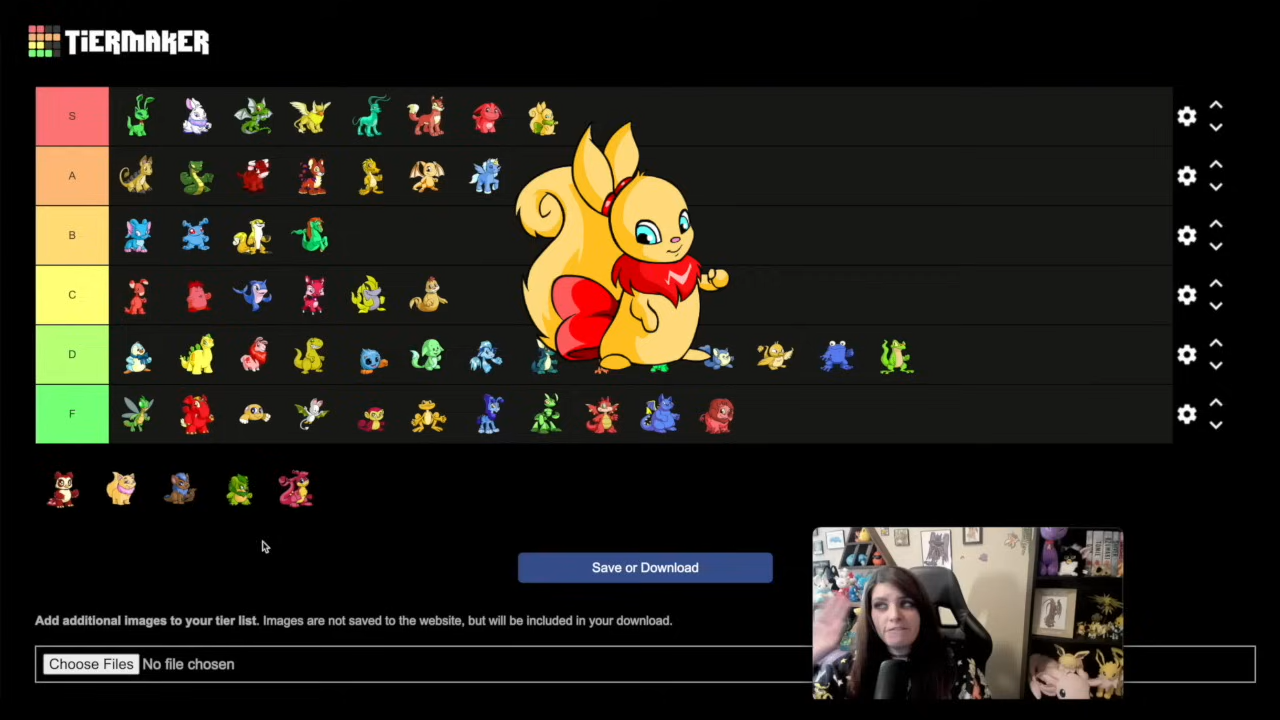 TiERMAKER
S
A
B
C
D
F
Save or Download
Add additional images to your tier list. Images are not saved to the website, but will be included in your download.
Choose Files No file chosen